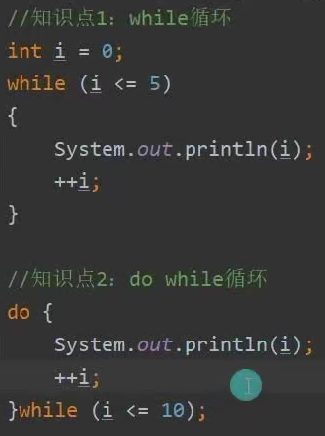 //知识点1：while循环
int i = 0;
while (i <= 5)
{
    System.out.println(i);
    ++i;
}

//知识点2：do while循环
do {
    System.out.println(i);
    ++i;
}while (i <= 10);